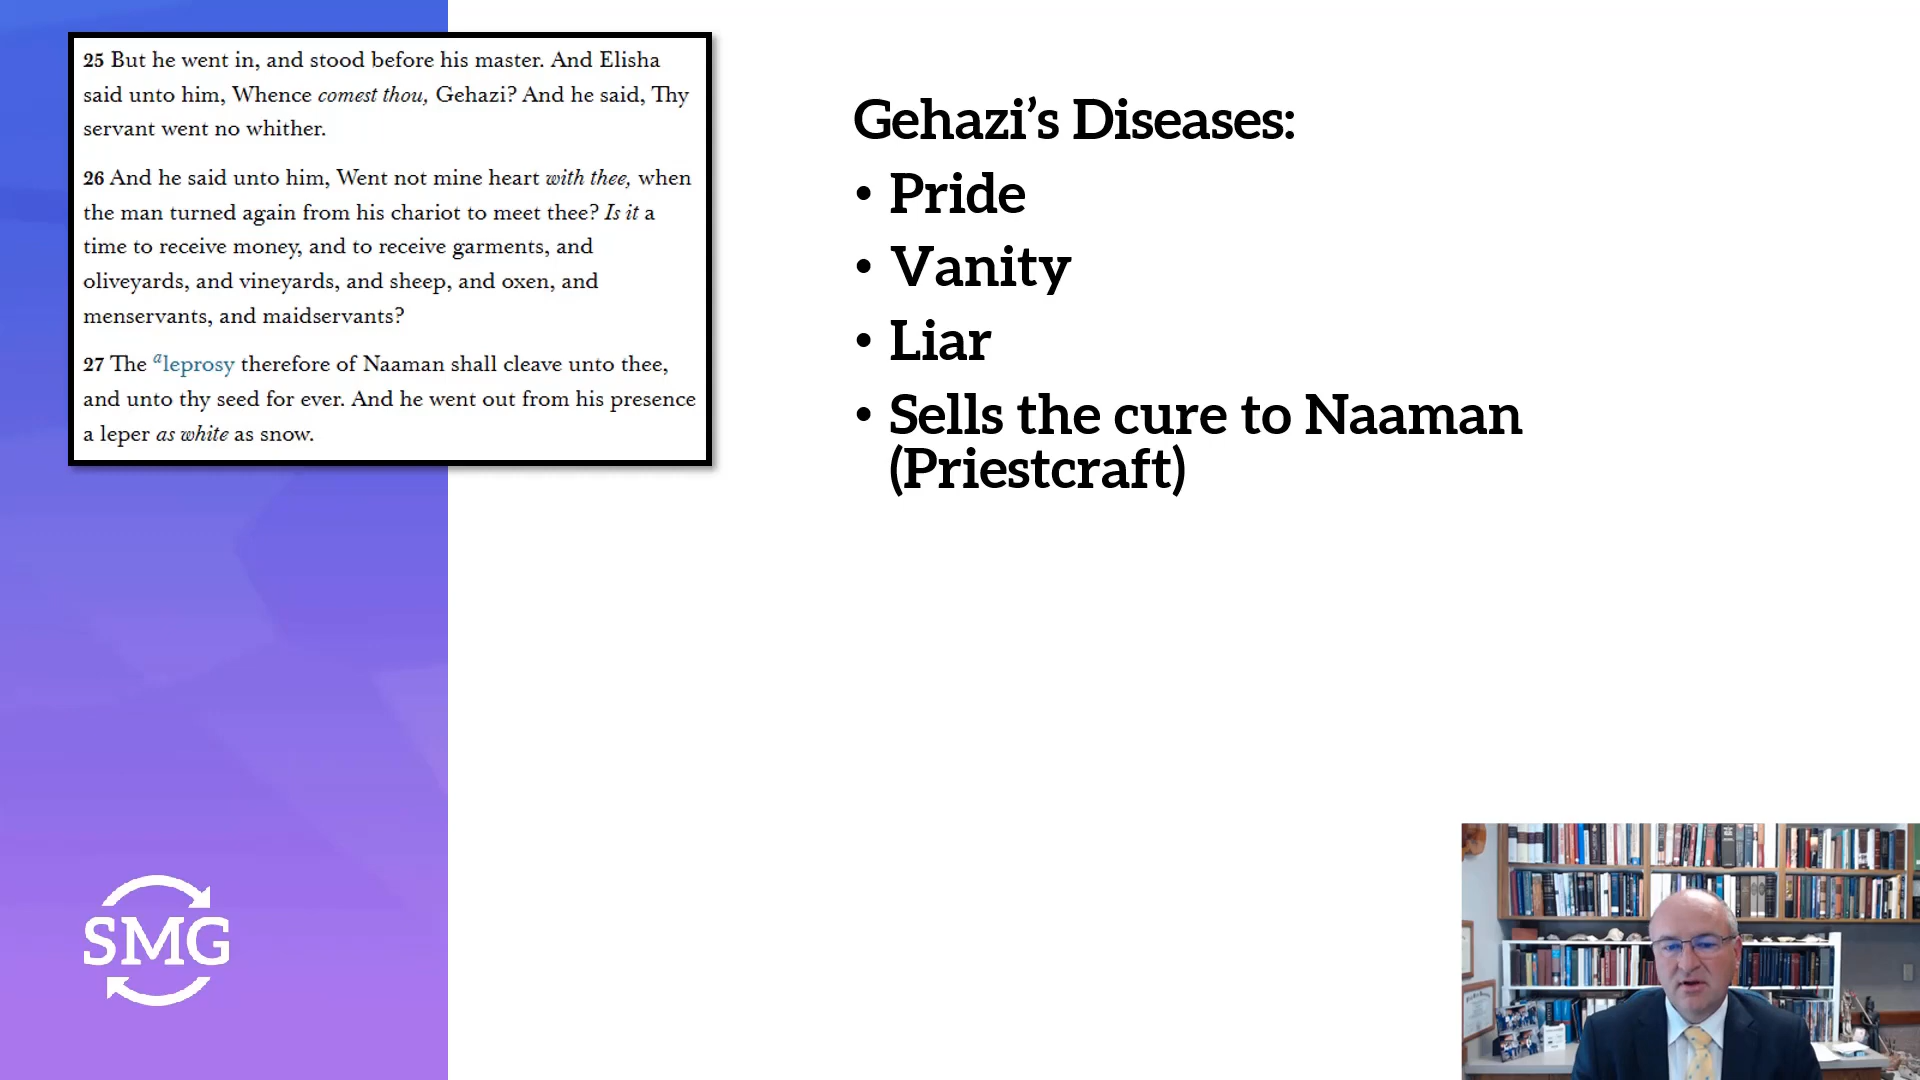 25 But he went in, and stood before his master. And Elisha
said unto him, Whence comest thou, Gehazi? And he said, Thy
servant went no whither.
26 And he said unto him, Went not mine heart with thee, when
the man turned again from his chariot to meet thee? Is it a
time to receive money, and to receive garments, and
oliveyards, and vineyards, and sheep, and oxen, and
menservants, and maidservants?
27 The aleprosy therefore of Naaman shall cleave unto thee,
and unto thy seed for ever. And he went out from his presence
a leper as white as snow.
Gehazi’s Diseases:
• Pride
• Vanity
• Liar
• Sells the cure to Naaman
(Priestcraft)
SMG